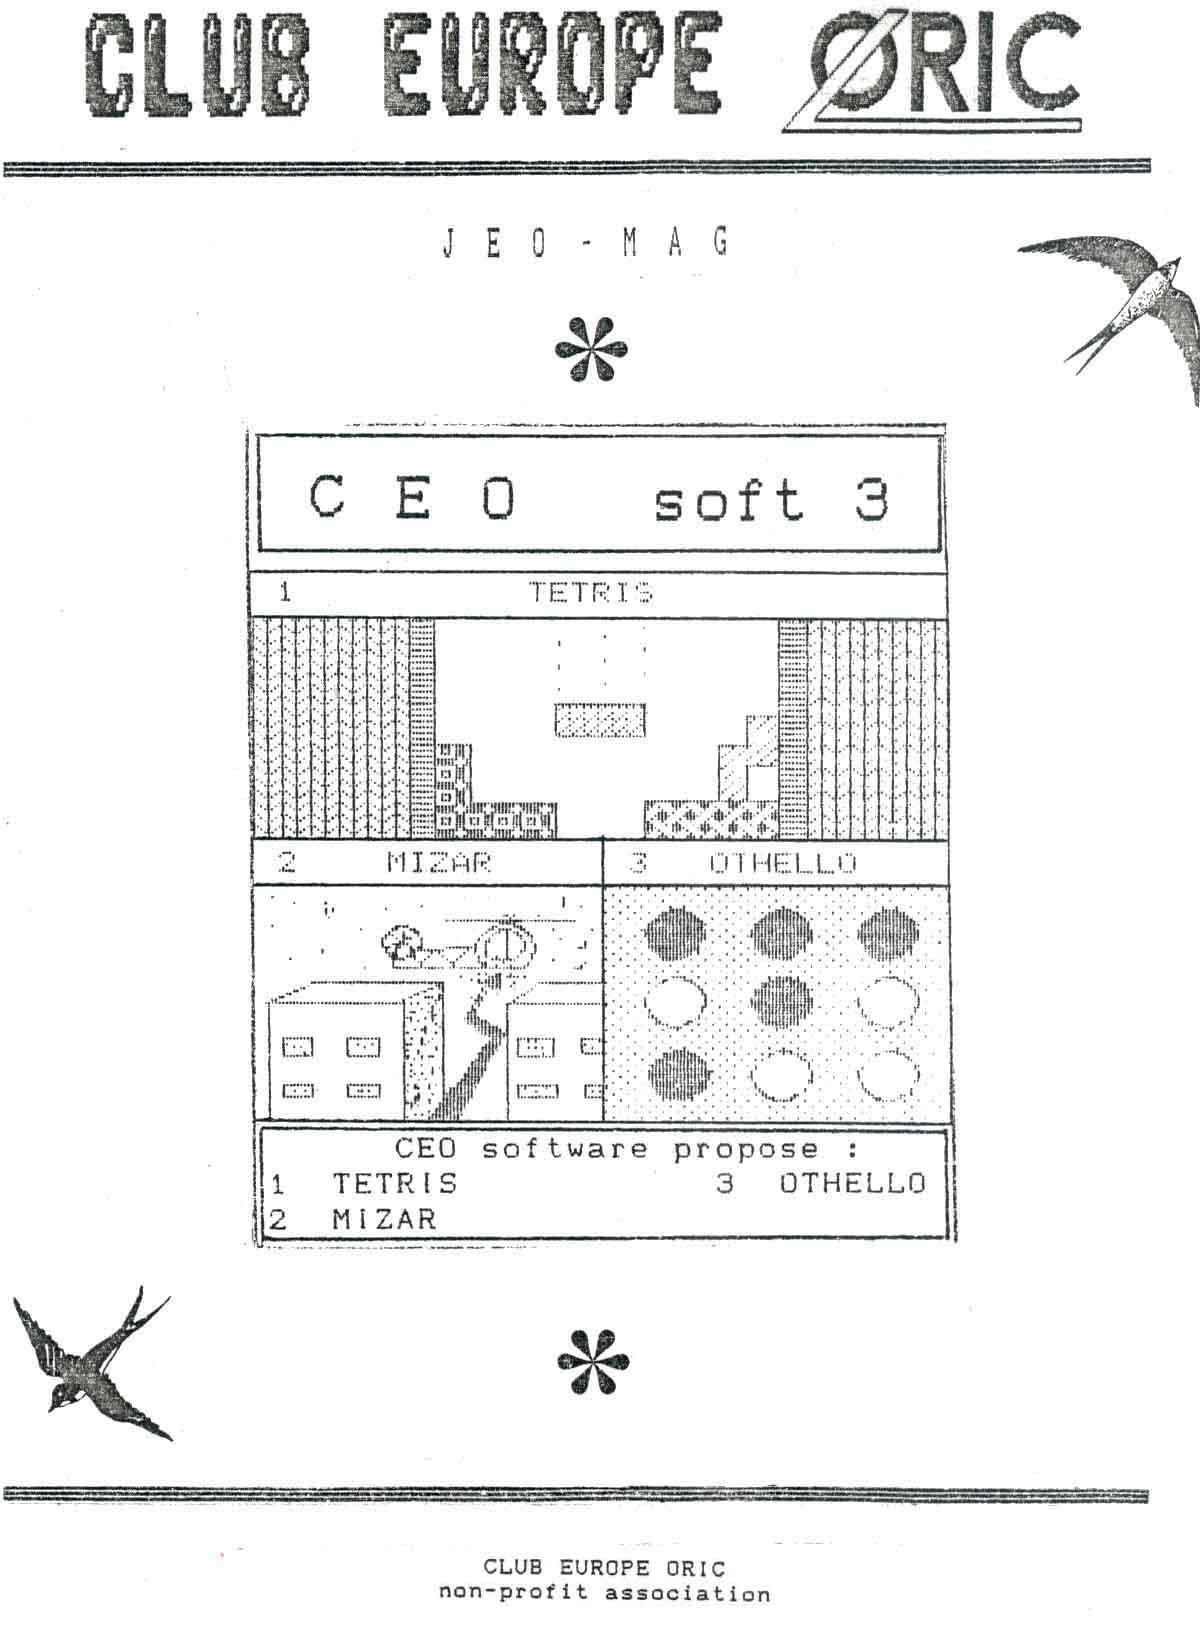 CLUB EUROPE ORIC
JEO-MAG
CEO soft 3
1 TETRIS
2 MIZAR 3 OTHELLO
CEO software propose :
1 TETRIS 3 OTHELLO
2 MIZAR
CLUB EUROPE ORIC
non-profit association